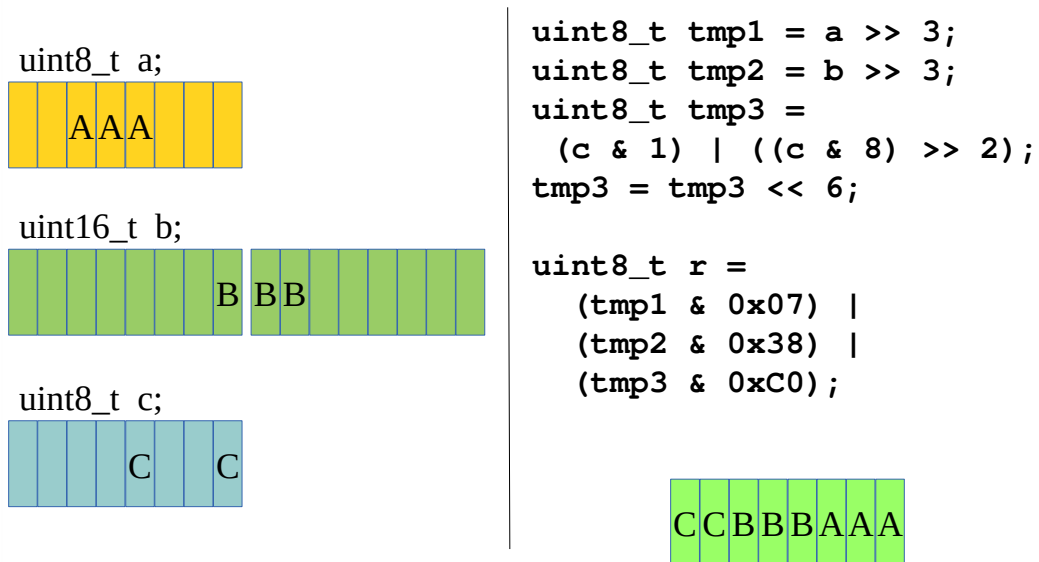 uint8_t a;
AAA
uint16_t b;
B BB
uint8_t c;
C C
uint8_t tmp1 = a >> 3;
uint8_t tmp2 = b >> 3;
uint8_t tmp3 =
(c & 1) | ((c & 8) >> 2);
tmp3 = tmp3 << 6;
uint8_t r =
(tmp1 & 0x07) |
(tmp2 & 0x38) |
(tmp3 & 0xC0);
CCBBBAAA